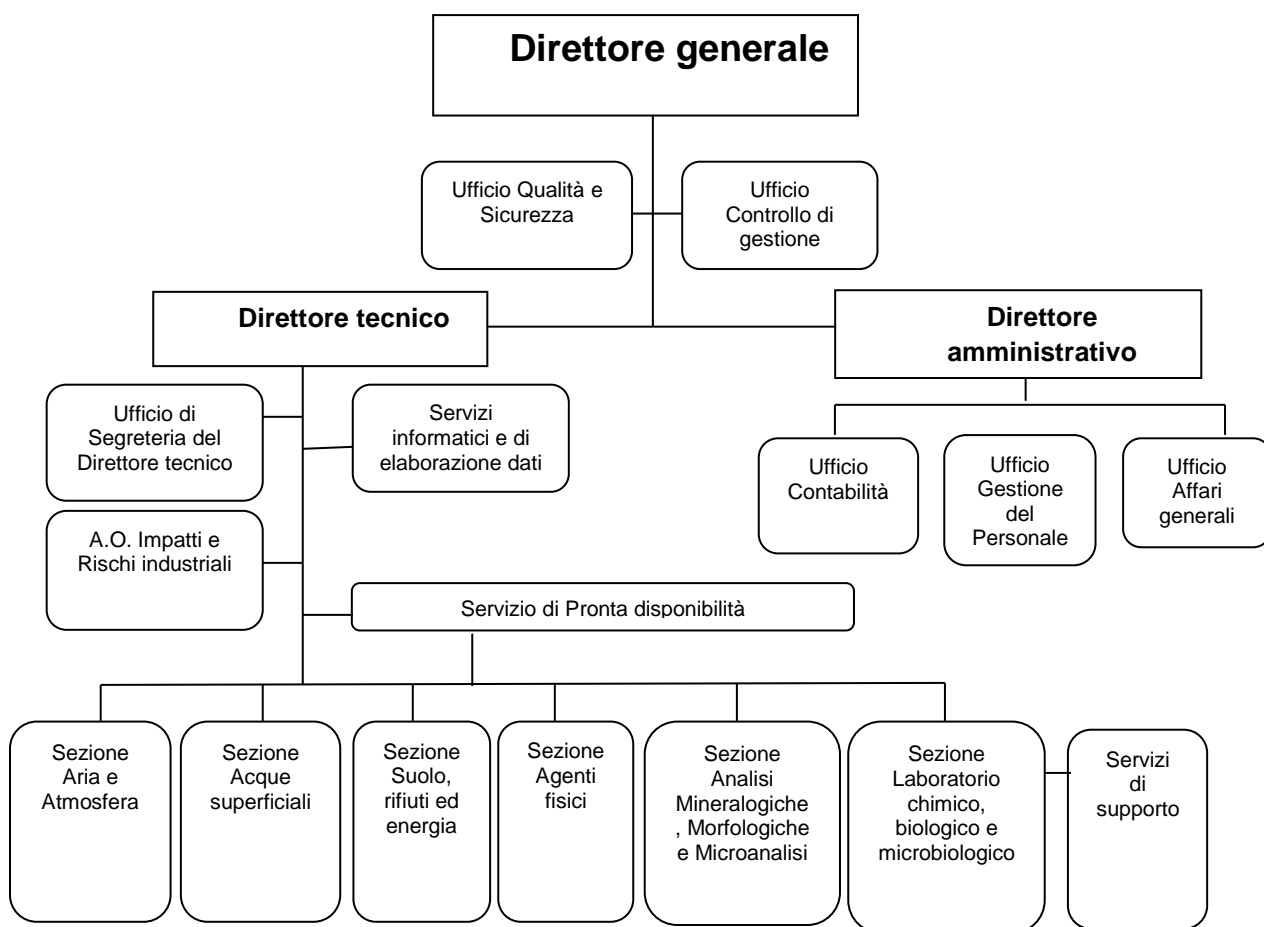 Direttore generale
Ufficio Qualità e
Sicurezza
Ufficio
Controllo di
gestione
Direttore tecnico
Direttore
amministrativo
Ufficio di
Segreteria del
Direttore tecnico
Servizi
informatici e di
elaborazione dati
Ufficio
Contabilità
Ufficio
Gestione
del
Personale
Ufficio
Affari
generali
A.O. Impatti e
Rischi industriali
Servizio di Pronta disponibilità
Sezione
Aria e
Atmosfera
Sezione
Acque
superficiali
Sezione
Suolo,
rifiuti ed
energia
Sezione
Agenti
fisici
Sezione
Analisi
Mineralogiche
, Morfologiche
e Microanalisi
Sezione
Laboratorio
chimico,
biologico e
microbiologico
Servizi
di
supporto